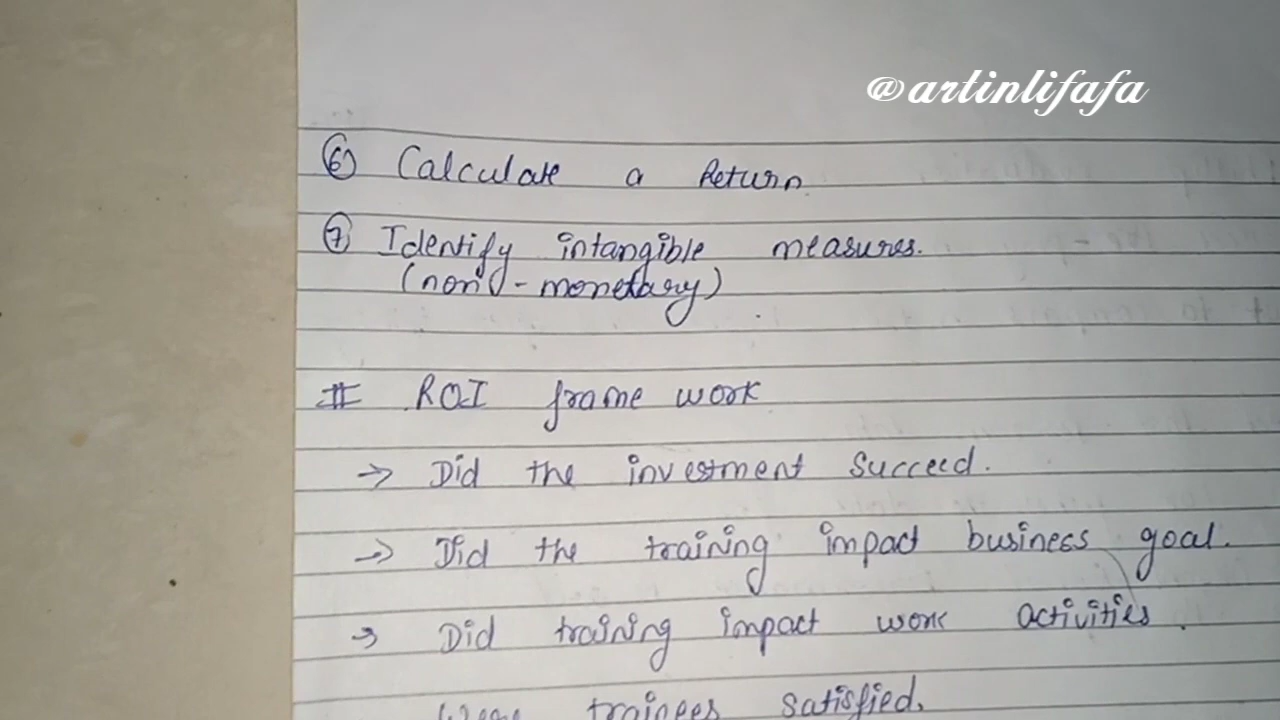 @artinlifafa
⑥ Calculate a Return
⑦ Identify intangible measures.
(non-monetary)
# ROI frame work
→ Did the investment succeed.
→ Did the training impact business goal.
→ Did training impact work activities.
Were trainees satisfied.